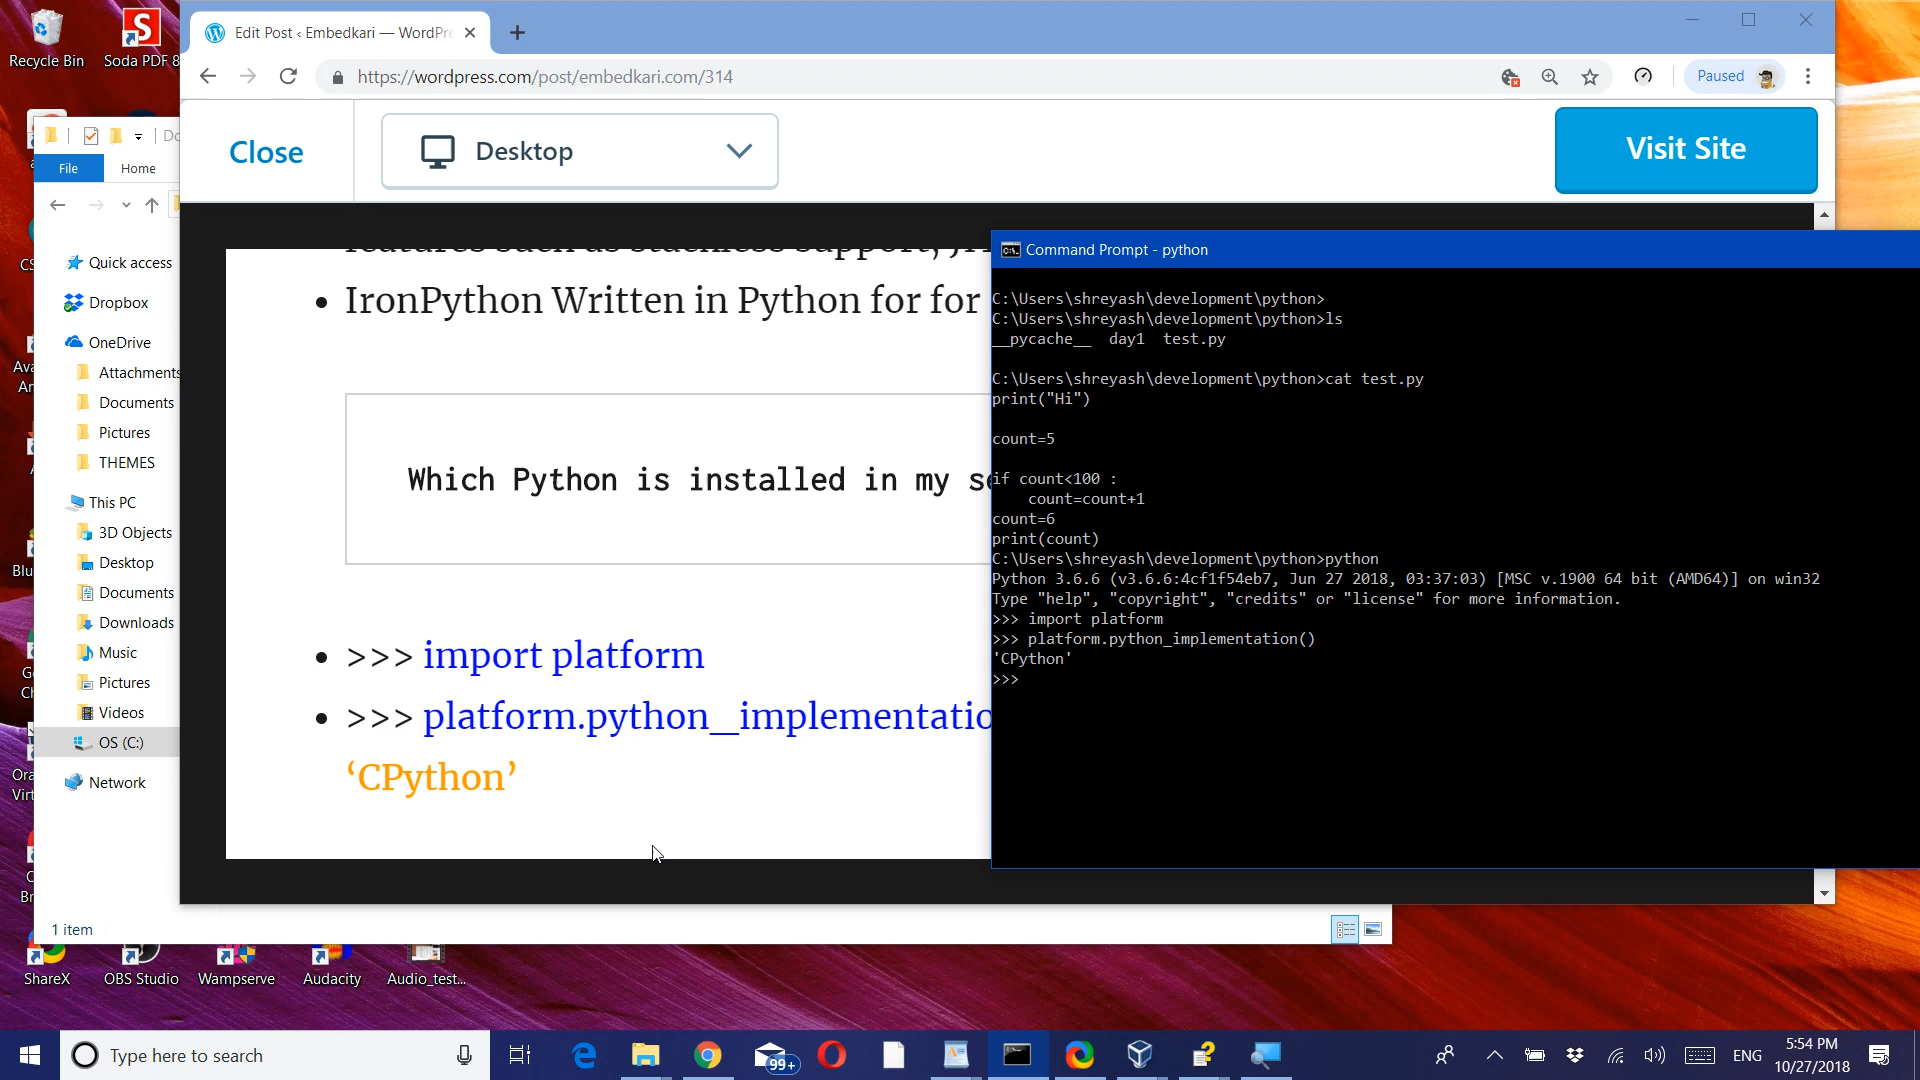 Recycle Bin
Soda PDF 8
Edit Post ‹ Embedkari — WordPre
https://wordpress.com/post/embedkari.com/314
Paused
Close
Desktop
Visit Site
File
Home
Quick access
Dropbox
OneDrive
Attachments
Documents
Pictures
THEMES
This PC
3D Objects
Desktop
Documents
Downloads
Music
Pictures
Videos
OS (C:)
Network
1 item
IronPython Written in Python for for
Which Python is installed in my
>>> import platform
>>> platform.python_implementatio
‘CPython’
Command Prompt - python
C:\Users\shreyash\development\python>
C:\Users\shreyash\development\python>ls
__pycache__ day1 test.py
C:\Users\shreyash\development\python>cat test.py
print("Hi")
count=5
if count<100 :
count=count+1
count=6
print(count)
C:\Users\shreyash\development\python>python
Python 3.6.6 (v3.6.6:4cf1f54eb7, Jun 27 2018, 03:37:03) [MSC v.1900 64 bit (AMD64)] on win32
Type "help", "copyright", "credits" or "license" for more information.
>>> import platform
>>> platform.python_implementation()
'CPython'
>>>
ShareX
OBS Studio
Wampserve
Audacity
Audio_test...
Type here to search
99+
ENG
5:54 PM
10/27/2018